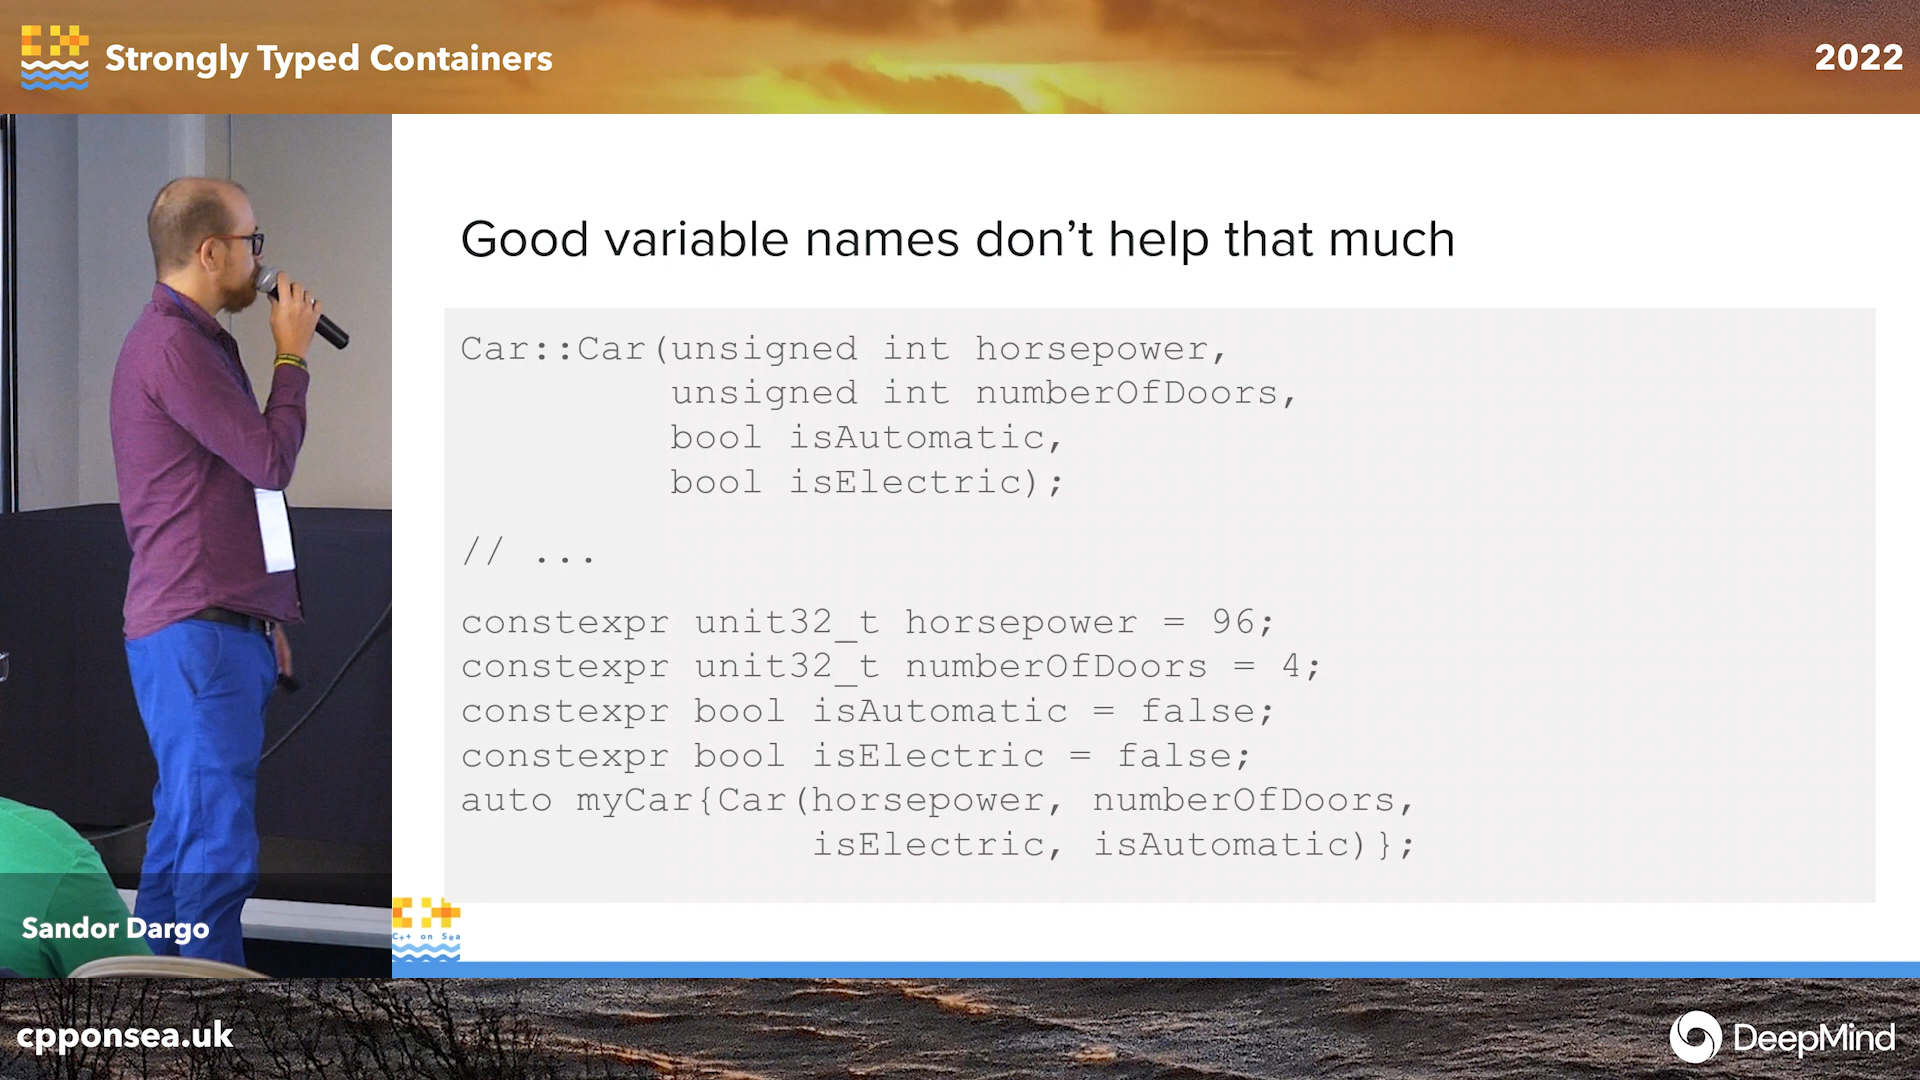 Strongly Typed Containers
2022
Good variable names don’t help that much
Car::Car(unsigned int horsepower,
unsigned int numberOfDoors,
bool isAutomatic,
bool isElectric);
// ...
constexpr unit32_t horsepower = 96;
constexpr unit32_t numberOfDoors = 4;
constexpr bool isAutomatic = false;
constexpr bool isElectric = false;
auto myCar{Car(horsepower, numberOfDoors,
isElectric, isAutomatic)};
Sandor Dargo
C++ on Sea
cpponsea.uk
DeepMind